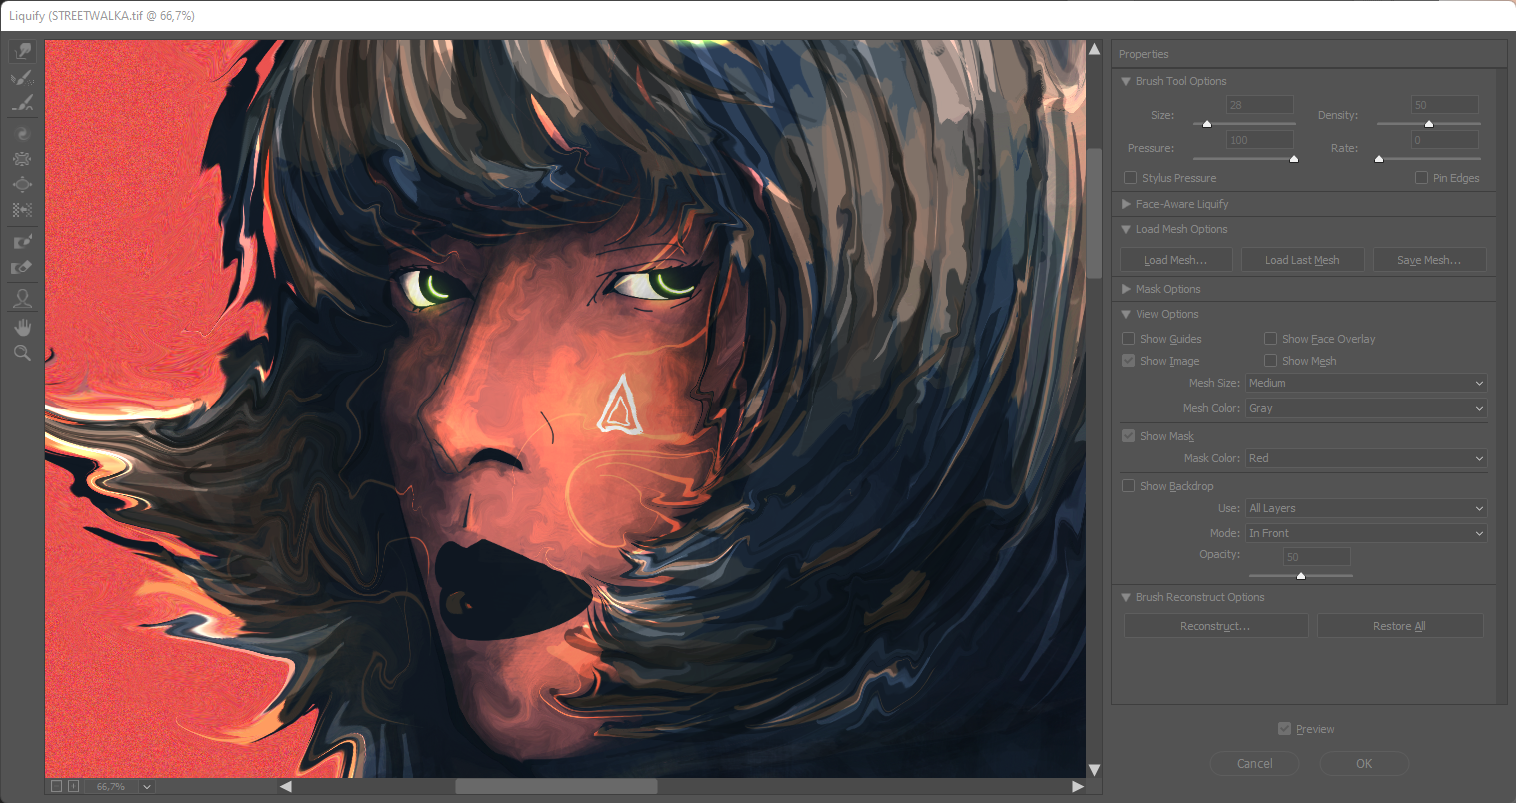 Liquify (STREETWALKA.tif @ 66,7%)
Properties
Brush Tool Options
Size: 28 Density: 50
Pressure: 100 Rate: 0
Stylus Pressure Pin Edges
Face-Aware Liquify
Load Mesh Options
Load Mesh... Load Last Mesh Save Mesh...
Mask Options
View Options
Show Guides Show Face Overlay
Show Image Show Mesh
Mesh Size: Medium
Mesh Color: Gray
Show Mask
Mask Color: Red
Show Backdrop
Use: All Layers
Mode: In Front
Opacity: 50
Brush Reconstruct Options
Reconstruct... Restore All
Preview
Cancel OK
66,7%